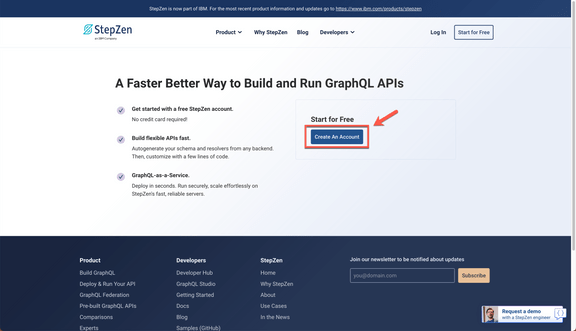 StepZen is now part of IBM. For the most recent product information and updates go to https://www.ibm.com/products/stepzen
StepZen
an IBM Company
Product
Why StepZen
Blog
Developers
Log In
Start for Free
A Faster Better Way to Build and Run GraphQL APIs
Get started with a free StepZen account.
No credit card required!
Build flexible APIs fast.
Autogenerate your schema and resolvers from any backend.
Then, customize with a few lines of code.
GraphQL-as-a-Service.
Deploy in seconds. Run securely, scale effortlessly on
StepZen's fast, reliable servers.
Start for Free
Create An Account
Product
Build GraphQL
Deploy & Run Your API
GraphQL Federation
Pre-built GraphQL APIs
Comparisons
Experts
Developers
Developer Hub
GraphQL Studio
Getting Started
Docs
Blog
Samples (GitHub)
StepZen
Home
Why StepZen
About
Use Cases
In the News
Join our newsletter to be notified about updates
you@domain.com
Subscribe
Request a demo
with a StepZen engineer